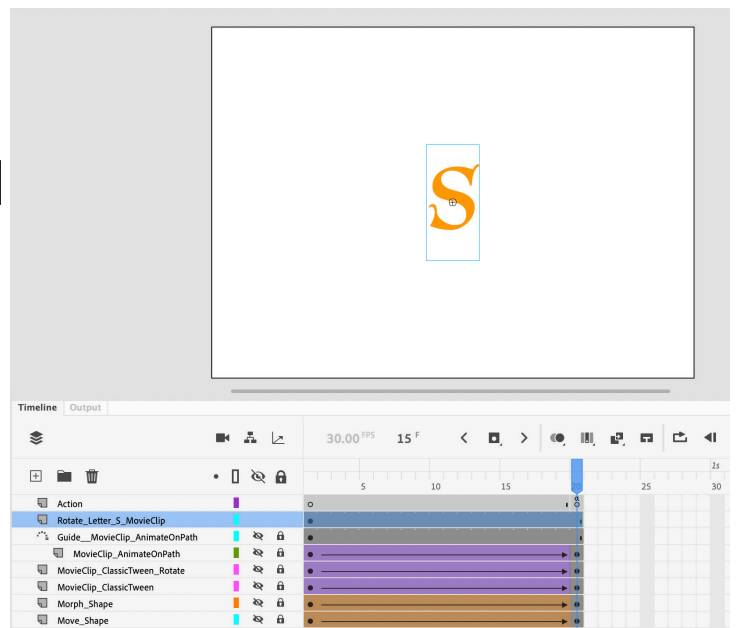 S
Timeline Output
30.00 FPS 15 F
1s
5 10 15 20 25 30
Action
a
Rotate_Letter_S_MovieClip
Guide__MovieClip_AnimateOnPath
MovieClip_AnimateOnPath
MovieClip_ClassicTween_Rotate
MovieClip_ClassicTween
Morph_Shape
Move_Shape